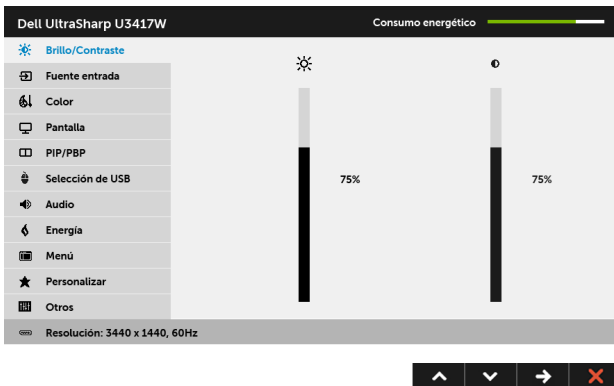 Dell UltraSharp U3417W
Consumo energético
Brillo/Contraste
Fuente entrada
Color
Pantalla
PIP/PBP
Selección de USB
Audio
Energía
Menú
Personalizar
Otros
75%
75%
Resolución: 3440 x 1440, 60Hz